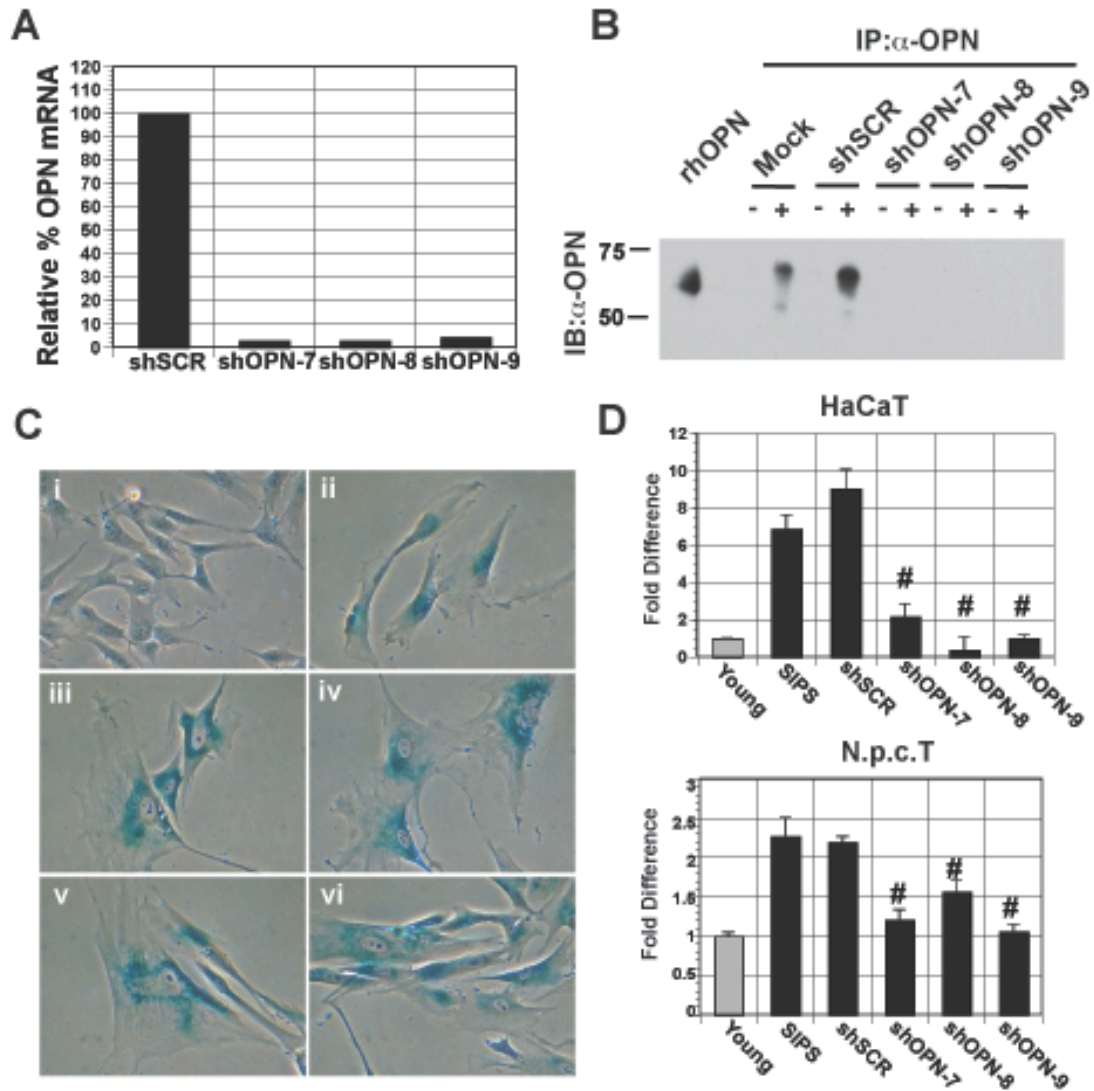 A
Relative % OPN mRNA
120
110
100
90
80
70
60
50
40
30
20
10
0
shSCR shOPN-7 shOPN-8 shOPN-9
B
IP:α-OPN
rhOPN Mock shSCR shOPN-7 shOPN-8 shOPN-9
- + - + - + - + - +
IB:α-OPN
75
50
C
i ii
iii iv
v vi
D
HaCaT
Fold Difference
12
10
8
6
4
2
0
# # #
Young SIPS shSCR shOPN-7 shOPN-8 shOPN-9
N.p.c.T
Fold Difference
3
2.5
2
1.5
1
0.5
0
# # #
Young SIPS shSCR shOPN-7 shOPN-8 shOPN-9